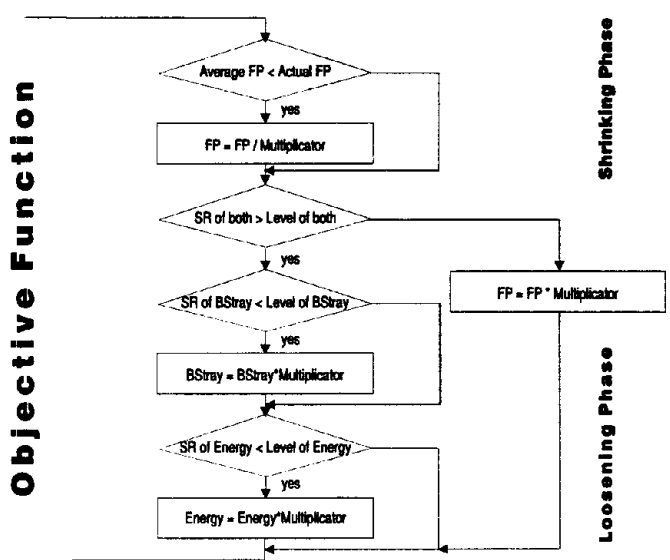 Objective Function
Average FP < Actual FP
yes
FP = FP / Multiplicator
Shrinking Phase
SR of both > Level of both
yes
FP = FP * Multiplicator
SR of BStray < Level of BStray
yes
BStray = BStray*Multiplicator
SR of Energy < Level of Energy
yes
Energy = Energy*Multiplicator
Loosening Phase